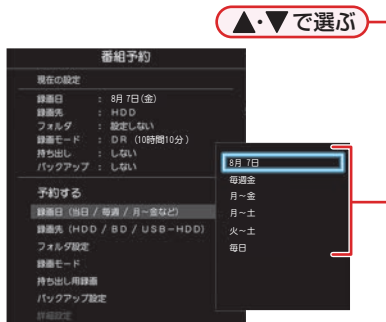 ▲・▼で選ぶ
番組予約
現在の設定
録画日 : 8月 7日(金)
録画先 : HDD
フォルダ : 設定しない
録画モード : DR (10時間10分)
持ち出し : しない
バックアップ : しない
予約する
録画日 (当日 / 毎週 / 月〜金など)
録画先 (HDD / BD / USB-HDD)
フォルダ設定
録画モード
持ち出し用録画
バックアップ設定
詳細設定
8月 7日
毎週金
月〜金
月〜土
火〜土
毎日